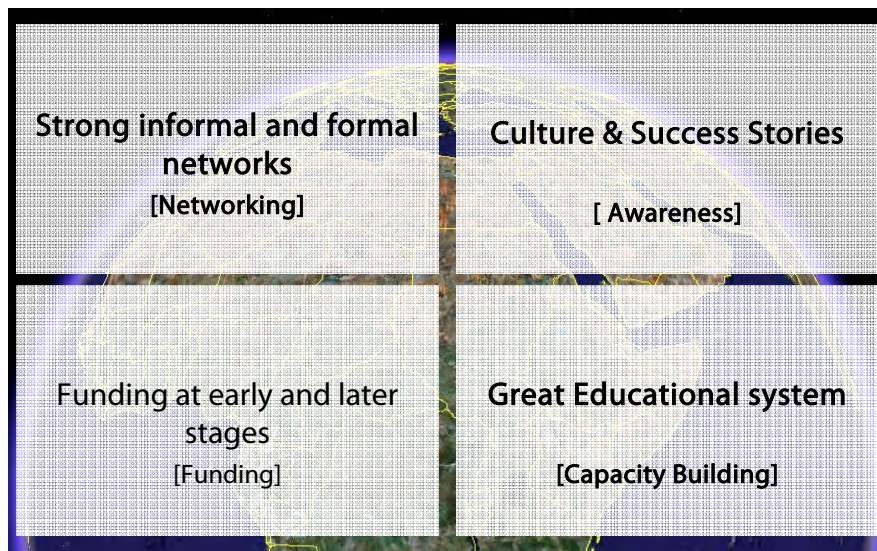 Strong informal and formal
networks
[Networking]
Culture & Success Stories
[ Awareness]
Funding at early and later
stages
[Funding]
Great Educational system
[Capacity Building]